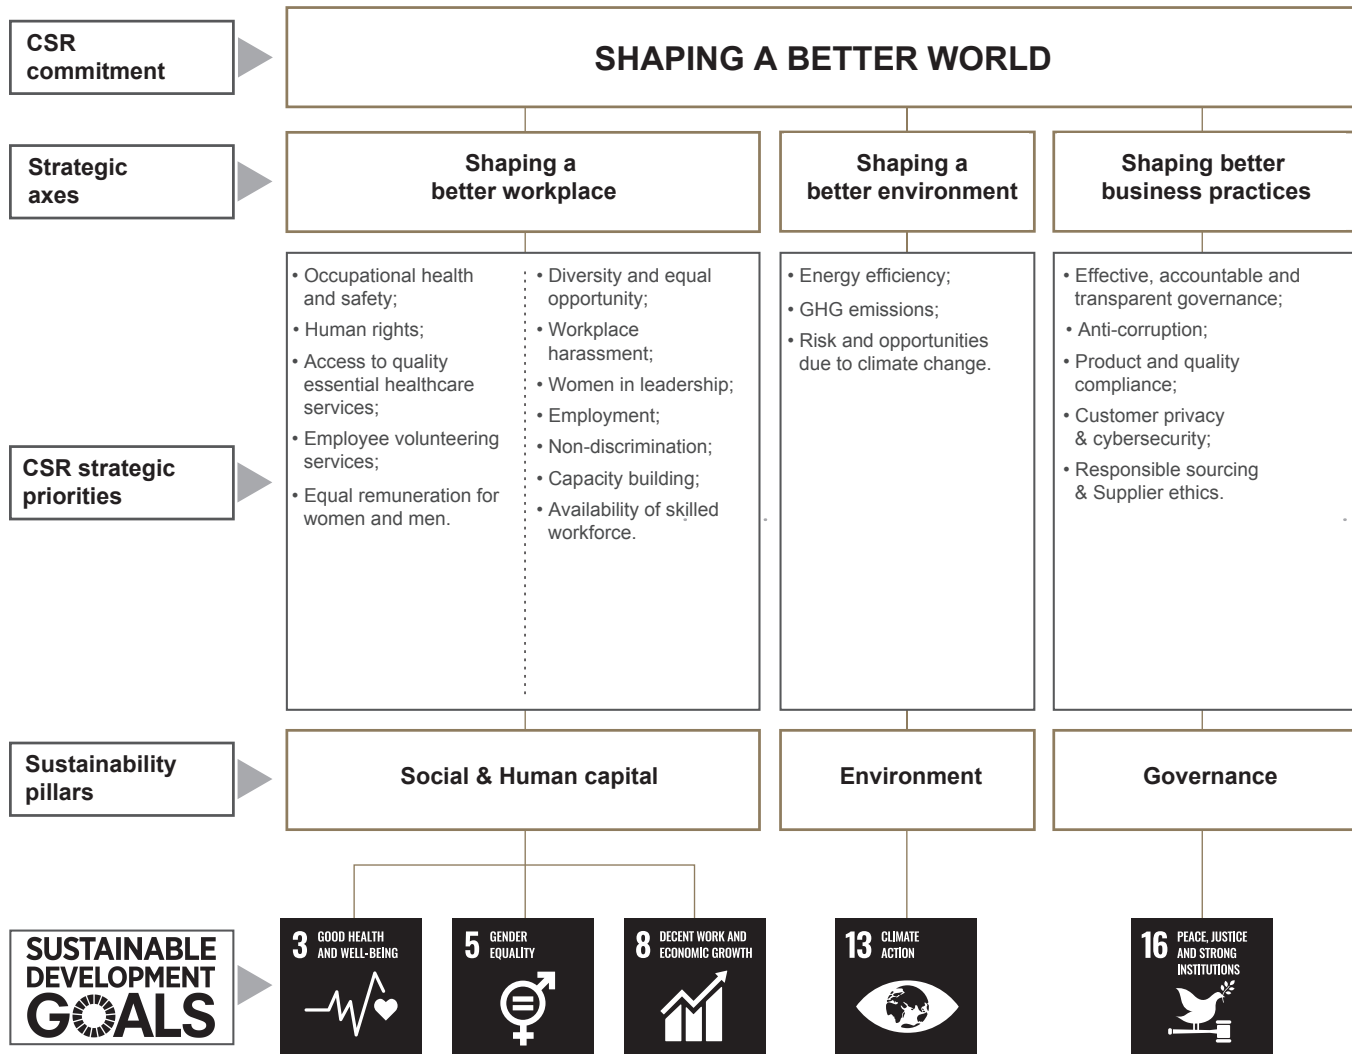 CSR
commitment
SHAPING A BETTER WORLD
Strategic
axes
Shaping a
better workplace
Shaping a
better environment
Shaping better
business practices
CSR strategic
priorities
• Occupational health
and safety;
• Human rights;
• Access to quality
essential healthcare
services;
• Employee volunteering
services;
• Equal remuneration for
women and men.
• Diversity and equal
opportunity;
• Workplace
harassment;
• Women in leadership;
• Employment;
• Non-discrimination;
• Capacity building;
• Availability of skilled
workforce.
• Energy efficiency;
• GHG emissions;
• Risk and opportunities
due to climate change.
• Effective, accountable and
transparent governance;
• Anti-corruption;
• Product and quality
compliance;
• Customer privacy
& cybersecurity;
• Responsible sourcing
& Supplier ethics.
Sustainability
pillars
Social & Human capital
Environment
Governance
SUSTAINABLE
DEVELOPMENT
GOALS
3 GOOD HEALTH
AND WELL-BEING
5 GENDER
EQUALITY
8 DECENT WORK AND
ECONOMIC GROWTH
13 CLIMATE
ACTION
16 PEACE, JUSTICE
AND STRONG
INSTITUTIONS